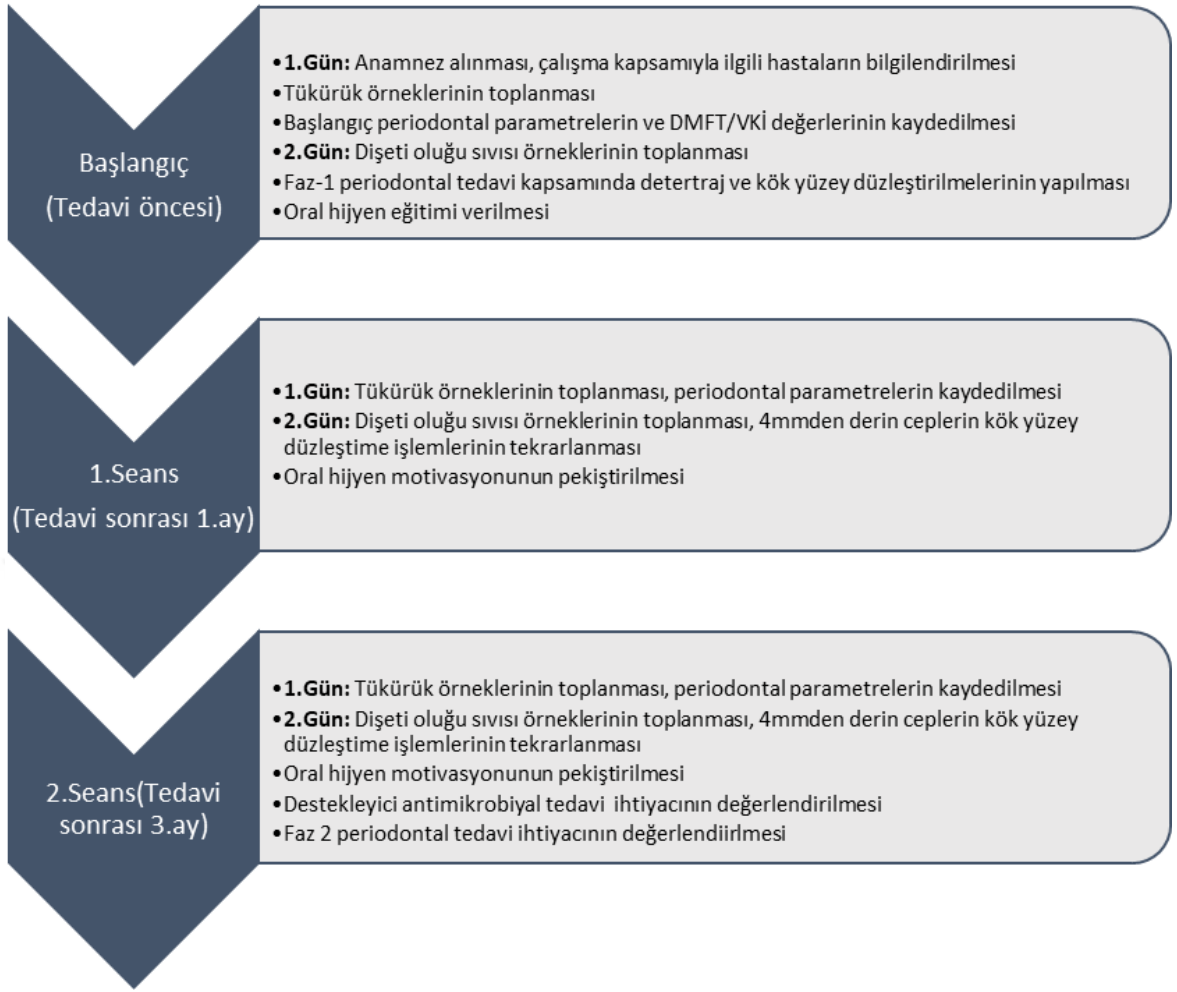 Başlangıç
(Tedavi öncesi)
•1.Gün: Anamnez alınması, çalışma kapsamıyla ilgili hastaların bilgilendirilmesi
•Tükürük örneklerinin toplanması
•Başlangıç periodontal parametrelerin ve DMFT/VKİ değerlerinin kaydedilmesi
•2.Gün: Dişeti oluğu sıvısı örneklerinin toplanması
•Faz-1 periodontal tedavi kapsamında detertraj ve kök yüzey düzleştirilmelerinin yapılması
•Oral hijyen eğitimi verilmesi
1.Seans
(Tedavi sonrası 1.ay)
•1.Gün: Tükürük örneklerinin toplanması, periodontal parametrelerin kaydedilmesi
•2.Gün: Dişeti oluğu sıvısı örneklerinin toplanması, 4mmden derin ceplerin kök yüzey
düzleştime işlemlerinin tekrarlanması
•Oral hijyen motivasyonunun pekiştirilmesi
2.Seans(Tedavi
sonrası 3.ay)
•1.Gün: Tükürük örneklerinin toplanması, periodontal parametrelerin kaydedilmesi
•2.Gün: Dişeti oluğu sıvısı örneklerinin toplanması, 4mmden derin ceplerin kök yüzey
düzleştime işlemlerinin tekrarlanması
•Oral hijyen motivasyonunun pekiştirilmesi
•Destekleyici antimikrobiyal tedavi ihtiyacının değerlendirilmesi
•Faz 2 periodontal tedavi ihtiyacının değerlendiirlmesi